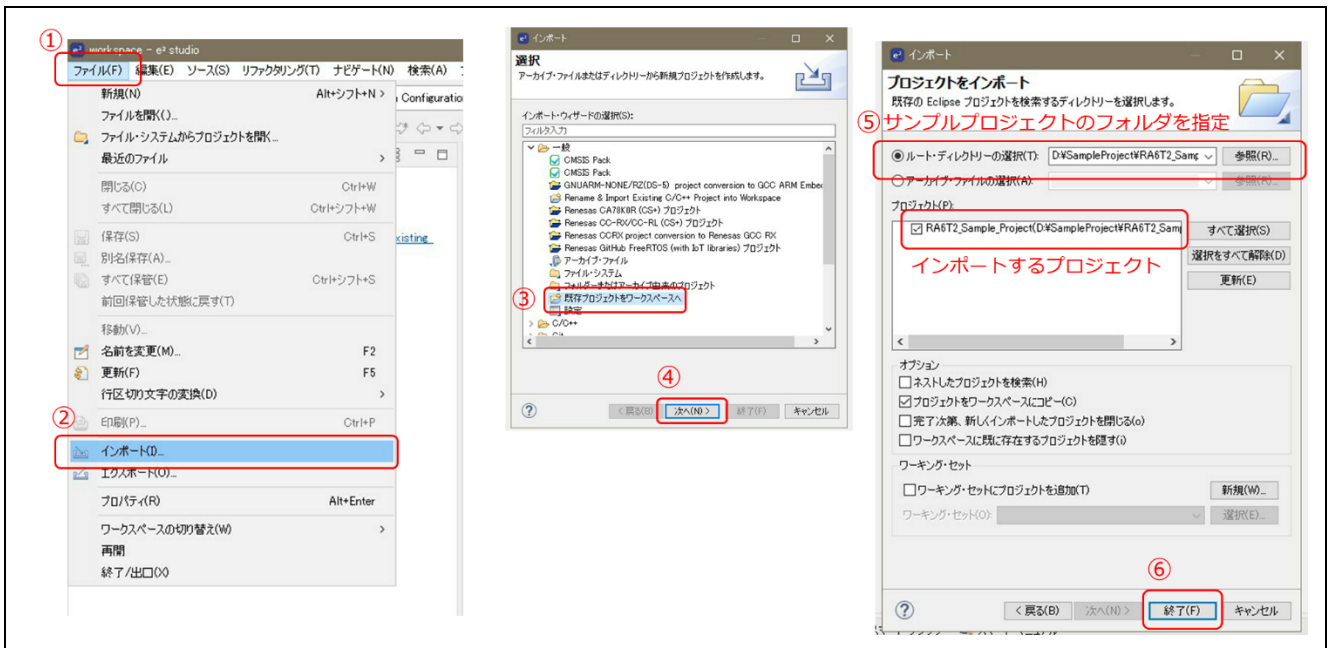 ①
workspace - e² studio
ファイル(F) 編集(E) ソース(S) リファクタリング(T) ナビゲート(N) 検索(A)
新規(N) Alt+シフト+N >
Configuratio
ファイルを開く(.)...
ファイル・システムからプロジェクトを開く...
最近のファイル >
閉じる(C) Ctrl+W
すべて閉じる(L) Ctrl+シフト+W
保存(S) Ctrl+S
xisting
別名保存(A)...
すべて保管(E) Ctrl+シフト+S
前回保管した状態に戻す(T)
移動(V)...
名前を変更(M)... F2
更新(F) F5
行区切り文字の変換(D) >
②
印刷(P)... Ctrl+P
インポート(I)...
エクスポート(O)...
プロパティ(R) Alt+Enter
ワークスペースの切り替え(W) >
再開
終了/出口(X)
インポート
選択
アーカイブ・ファイルまたはディレクトリーから新規プロジェクトを作成します。
インポート・ウィザードの選択(S):
フィルタ入力
一般
CMSIS Pack
CMSIS Pack
GNUARM-NONE/RZ(DS-5) project conversion to GCC ARM Embed
Rename & Import Existing C/C++ Project into Workspace
Renesas CA78K0R (CS+) プロジェクト
Renesas CC-RX/CC-RL (CS+) プロジェクト
Renesas CCRX project conversion to Renesas GCC RX
Renesas GitHub FreeRTOS (with IoT libraries) プロジェクト
アーカイブ・ファイル
ファイル・システム
フォルダーまたはアーカイブ由来のプロジェクト
③
既存プロジェクトをワークスペースへ
設定
C/C++
Git
④
< 戻る(B) 次へ(N) > 終了(F) キャンセル
インポート
プロジェクトをインポート
既存の Eclipse プロジェクトを検索するディレクトリーを選択します。
⑤サンプルプロジェクトのフォルダを指定
ルート・ディレクトリーの選択(T): D:¥SampleProject¥RA6T2_Samp 参照(R)...
アーカイブ・ファイルの選択(A): 参照(R)...
プロジェクト(P):
RA6T2_Sample_Project(D:¥SampleProject¥RA6T2_Samp すべて選択(S)
選択をすべて解除(D)
インポートするプロジェクト
更新(E)
オプション
ネストしたプロジェクトを検索(H)
プロジェクトをワークスペースにコピー(C)
完了次第、新しくインポートしたプロジェクトを閉じる(o)
ワークスペースに既に存在するプロジェクトを隠す(i)
ワーキング・セット
ワーキング・セットにプロジェクトを追加(T) 新規(W)...
ワーキング・セット(O): 選択(E)...
⑥
< 戻る(B) 次へ(N) > 終了(F) キャンセル